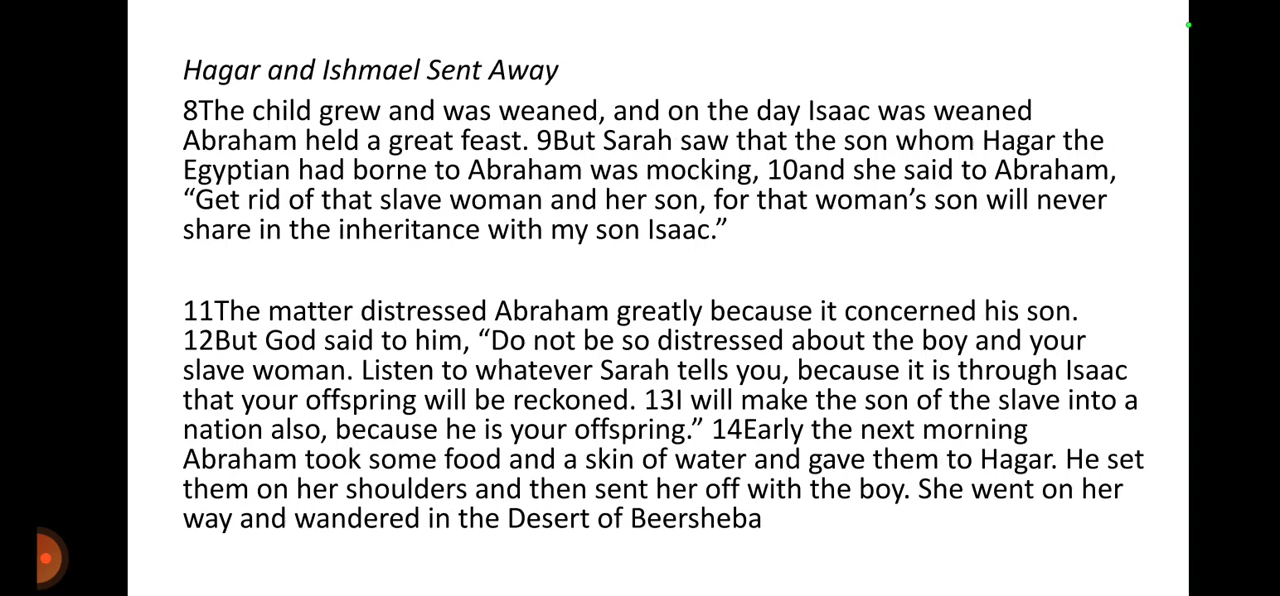 Hagar and Ishmael Sent Away
8The child grew and was weaned, and on the day Isaac was weaned
Abraham held a great feast. 9But Sarah saw that the son whom Hagar the
Egyptian had borne to Abraham was mocking, 10and she said to Abraham,
“Get rid of that slave woman and her son, for that woman’s son will never
share in the inheritance with my son Isaac.”
11The matter distressed Abraham greatly because it concerned his son.
12But God said to him, “Do not be so distressed about the boy and your
slave woman. Listen to whatever Sarah tells you, because it is through Isaac
that your offspring will be reckoned. 13I will make the son of the slave into a
nation also, because he is your offspring.” 14Early the next morning
Abraham took some food and a skin of water and gave them to Hagar. He set
them on her shoulders and then sent her off with the boy. She went on her
way and wandered in the Desert of Beersheba